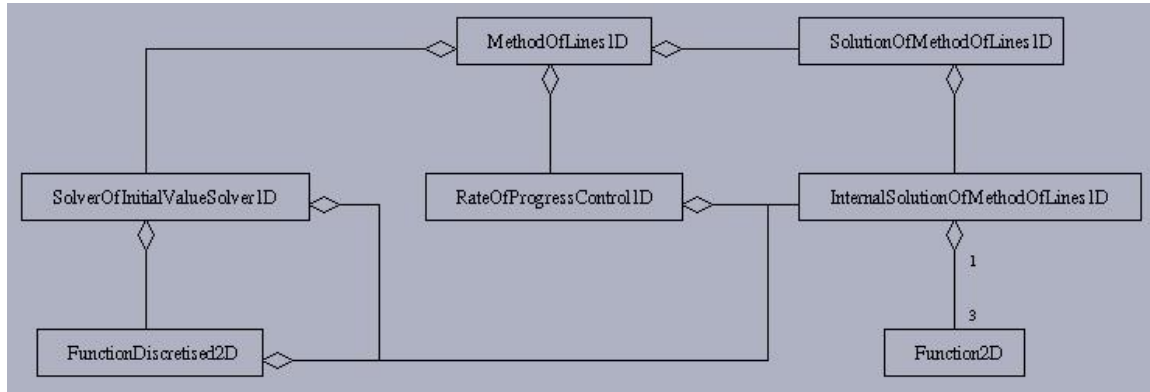 MethodOfLines1D
SolutionOfMethodOfLines1D
SolverOfInitialValueSolver1D
RateOfProgressControl1D
InternalSolutionOfMethodOfLines1D
1
3
FunctionDiscretised2D
Function2D